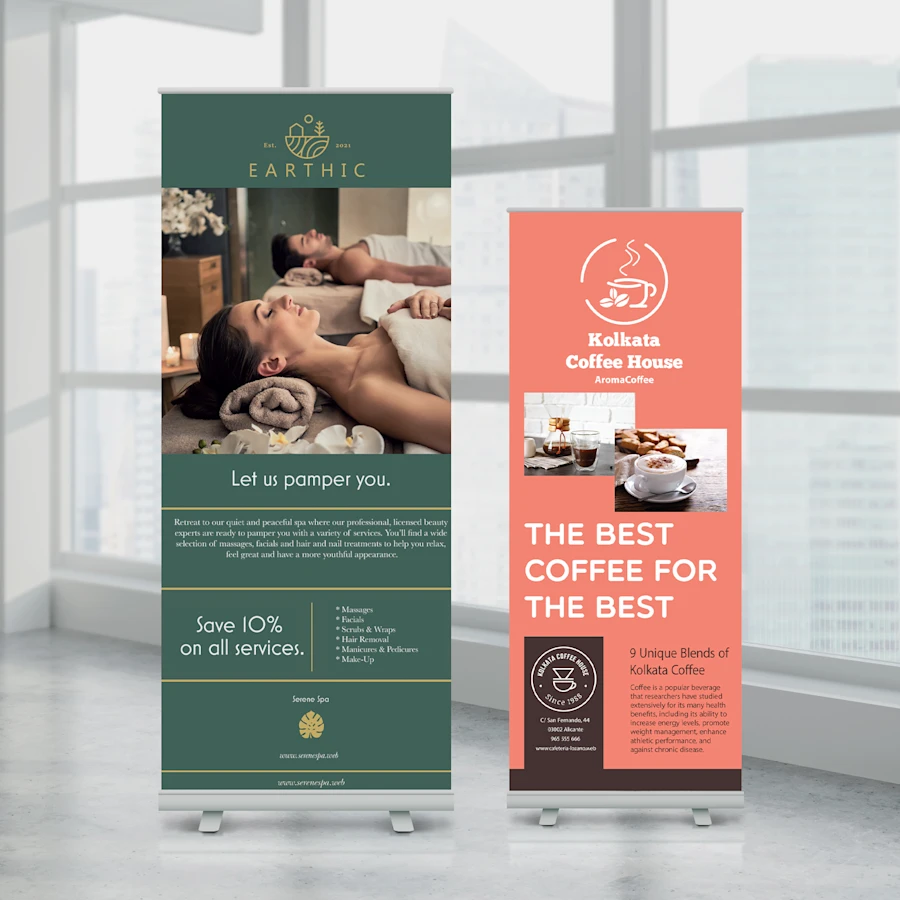 Est. 2021
EARTHIC
Let us pamper you.
Retreat to our quiet and peaceful spa where our professional, licensed beauty
experts are ready to pamper you with a variety of services. You'll find a wide
selection of massages, facials and hair and nail treatments to help you relax,
feel great and have a more youthful appearance.
Save 10%
on all services.
* Massages
* Facials
* Scrubs & Wraps
* Hair Removal
* Manicures & Pedicures
* Make-Up
Serene Spa
www.serenespa.web
www.serenespa.web
Kolkata
Coffee House
AromaCoffee
THE BEST
COFFEE FOR
THE BEST
KOLKATA COFFEE HOUSE
Since 1988
C/ San Fernando, 44
03002 Alicante
965 355 666
9 Unique Blends of
Kolkata Coffee
Coffee is a popular beverage
that researchers have studied
extensively for its many health
benefits, including its ability to
increase energy levels, promote
weight management, enhance
athletic performance, and
against chronic disease.